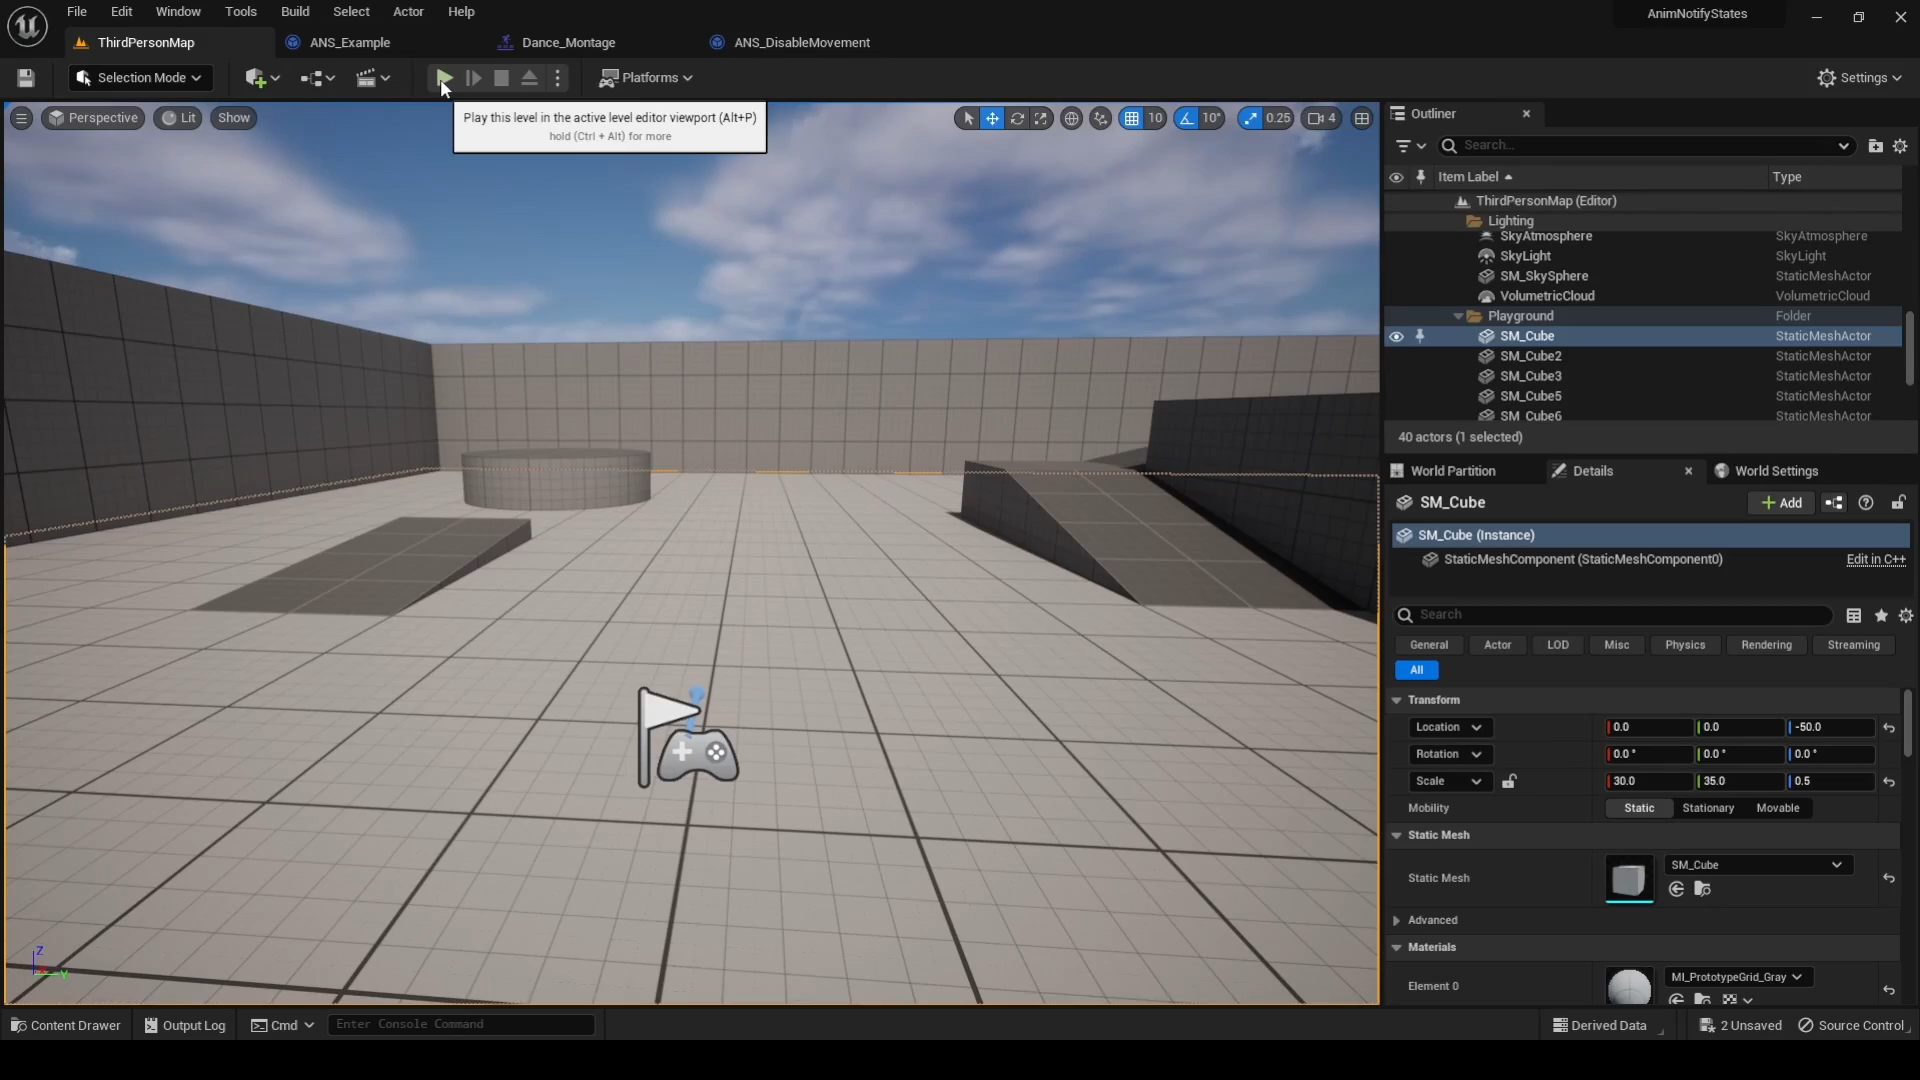 File Edit Window Tools Build Select Actor Help
AnimNotifyStates
ThirdPersonMap ANS_Example Dance_Montage ANS_DisableMovement
Selection Mode Platforms Settings
Perspective Lit Show 10 10° 0.25 4
Play this level in the active level editor viewport (Alt+P)
hold (Ctrl + Alt) for more
Outliner
Search...
Item Label Type
ThirdPersonMap (Editor)
Lighting
SkyAtmosphere SkyAtmosphere
SkyLight SkyLight
SM_SkySphere StaticMeshActor
VolumetricCloud VolumetricCloud
Playground Folder
SM_Cube StaticMeshActor
SM_Cube2 StaticMeshActor
SM_Cube3 StaticMeshActor
SM_Cube5 StaticMeshActor
SM_Cube6 StaticMeshActor
40 actors (1 selected)
World Partition Details World Settings
SM_Cube Add
SM_Cube (Instance)
StaticMeshComponent (StaticMeshComponent0) Edit in C++
Search
General Actor LOD Misc Physics Rendering Streaming
All
Transform
Location 0.0 0.0 -50.0
Rotation 0.0 ° 0.0 ° 0.0 °
Scale 30.0 35.0 0.5
Mobility Static Stationary Movable
Static Mesh
Static Mesh SM_Cube
Advanced
Materials
Element 0 MI_PrototypeGrid_Gray
Z
Y
Content Drawer Output Log Cmd Enter Console Command Derived Data 2 Unsaved Source Control